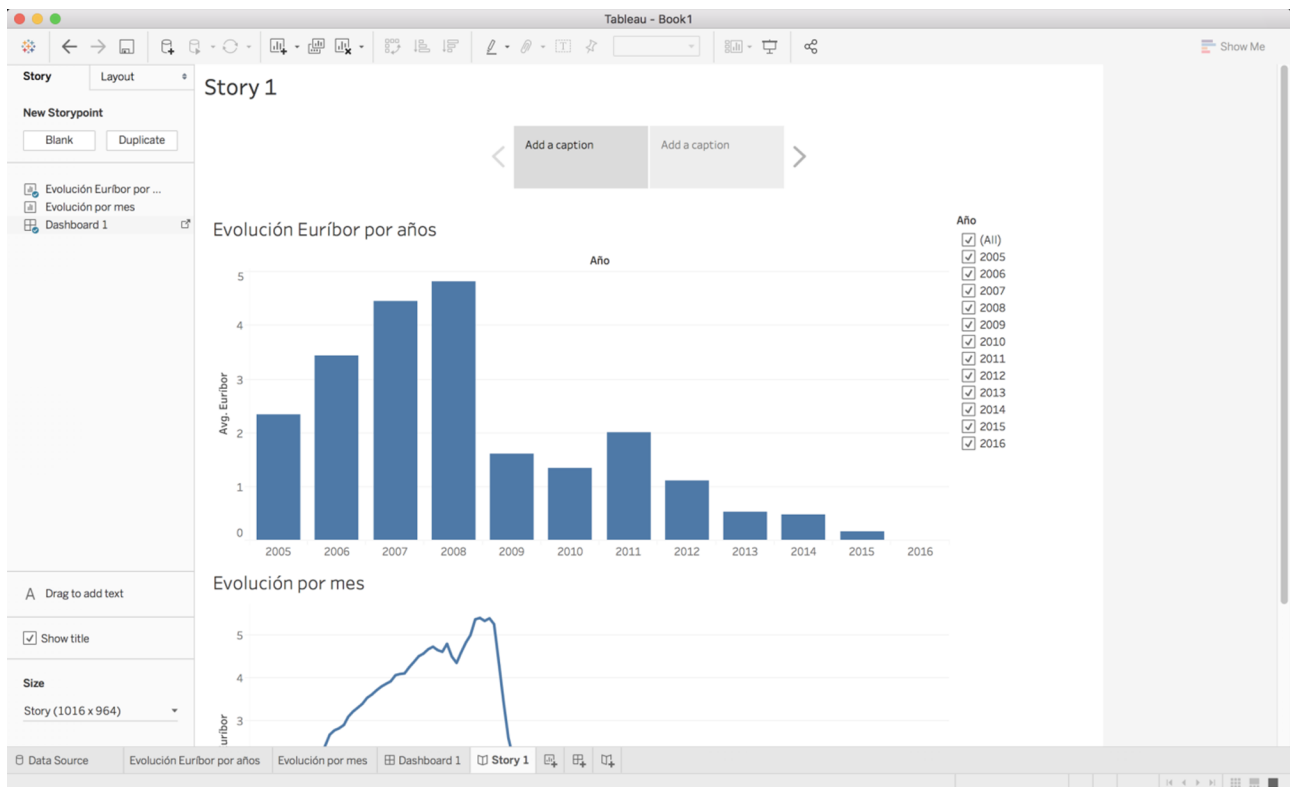 Tableau - Book1
Show Me
Story
Layout
New Storypoint
Blank
Duplicate
Evolución Euríbor por ...
Evolución por mes
Dashboard 1
A Drag to add text
Show title
Size
Story (1016 x 964)
Story 1
Add a caption
Add a caption
Evolución Euríbor por años
Año
Avg. Euríbor
5
4
3
2
1
0
2005 2006 2007 2008 2009 2010 2011 2012 2013 2014 2015 2016
Año
(All)
2005
2006
2007
2008
2009
2010
2011
2012
2013
2014
2015
2016
Evolución por mes
5
4
3
Data Source
Evolución Euríbor por años
Evolución por mes
Dashboard 1
Story 1